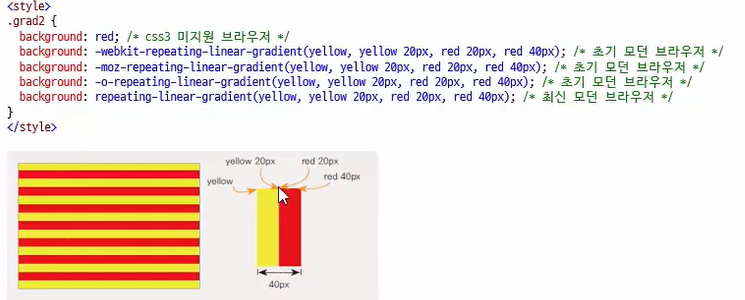 <style>
.grad2 {
background: red; /* css3 미지원 브라우저 */
background: -webkit-repeating-linear-gradient(yellow, yellow 20px, red 20px, red 40px); /* 초기 모던 브라우저 */
background: -moz-repeating-linear-gradient(yellow, yellow 20px, red 20px, red 40px); /* 초기 모던 브라우저 */
background: -o-repeating-linear-gradient(yellow, yellow 20px, red 20px, red 40px); /* 초기 모던 브라우저 */
background: repeating-linear-gradient(yellow, yellow 20px, red 20px, red 40px); /* 최신 모던 브라우저 */
}
</style>
yellow 20px red 20px
yellow red 40px
40px